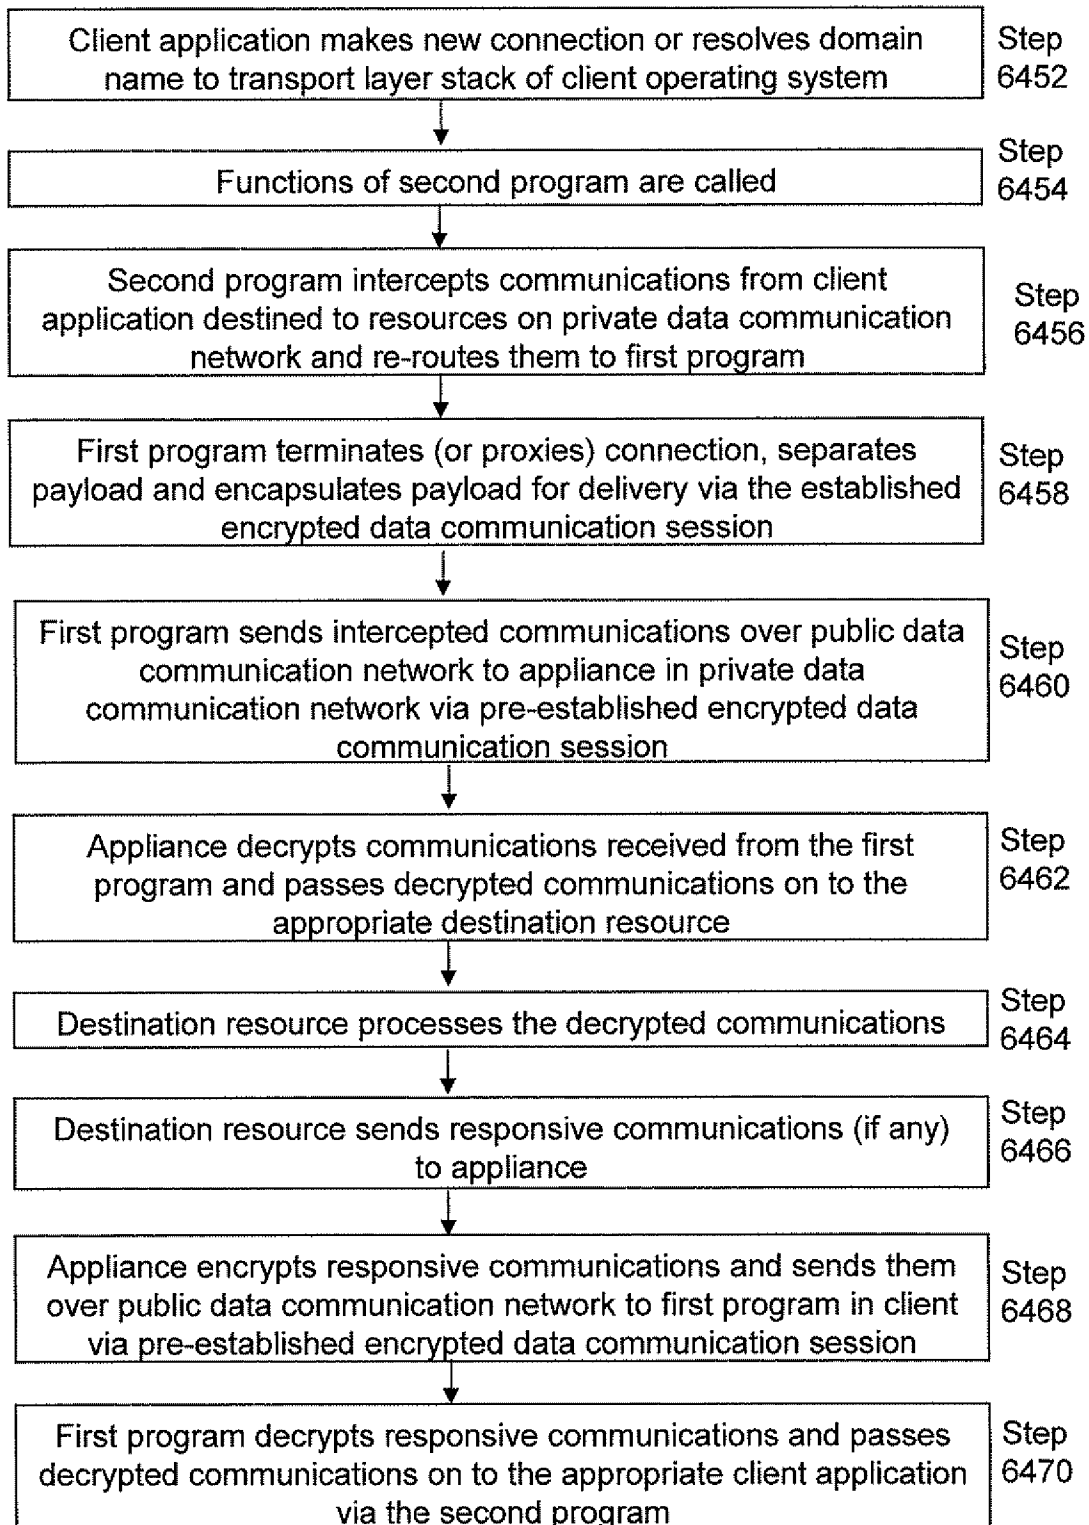 Client application makes new connection or resolves domain
name to transport layer stack of client operating system
Step
6452
Functions of second program are called
Step
6454
Second program intercepts communications from client
application destined to resources on private data communication
network and re-routes them to first program
Step
6456
First program terminates (or proxies) connection, separates
payload and encapsulates payload for delivery via the established
encrypted data communication session
Step
6458
First program sends intercepted communications over public data
communication network to appliance in private data
communication network via pre-established encrypted data
communication session
Step
6460
Appliance decrypts communications received from the first
program and passes decrypted communications on to the
appropriate destination resource
Step
6462
Destination resource processes the decrypted communications
Step
6464
Destination resource sends responsive communications (if any)
to appliance
Step
6466
Appliance encrypts responsive communications and sends them
over public data communication network to first program in client
via pre-established encrypted data communication session
Step
6468
First program decrypts responsive communications and passes
decrypted communications on to the appropriate client application
via the second program
Step
6470